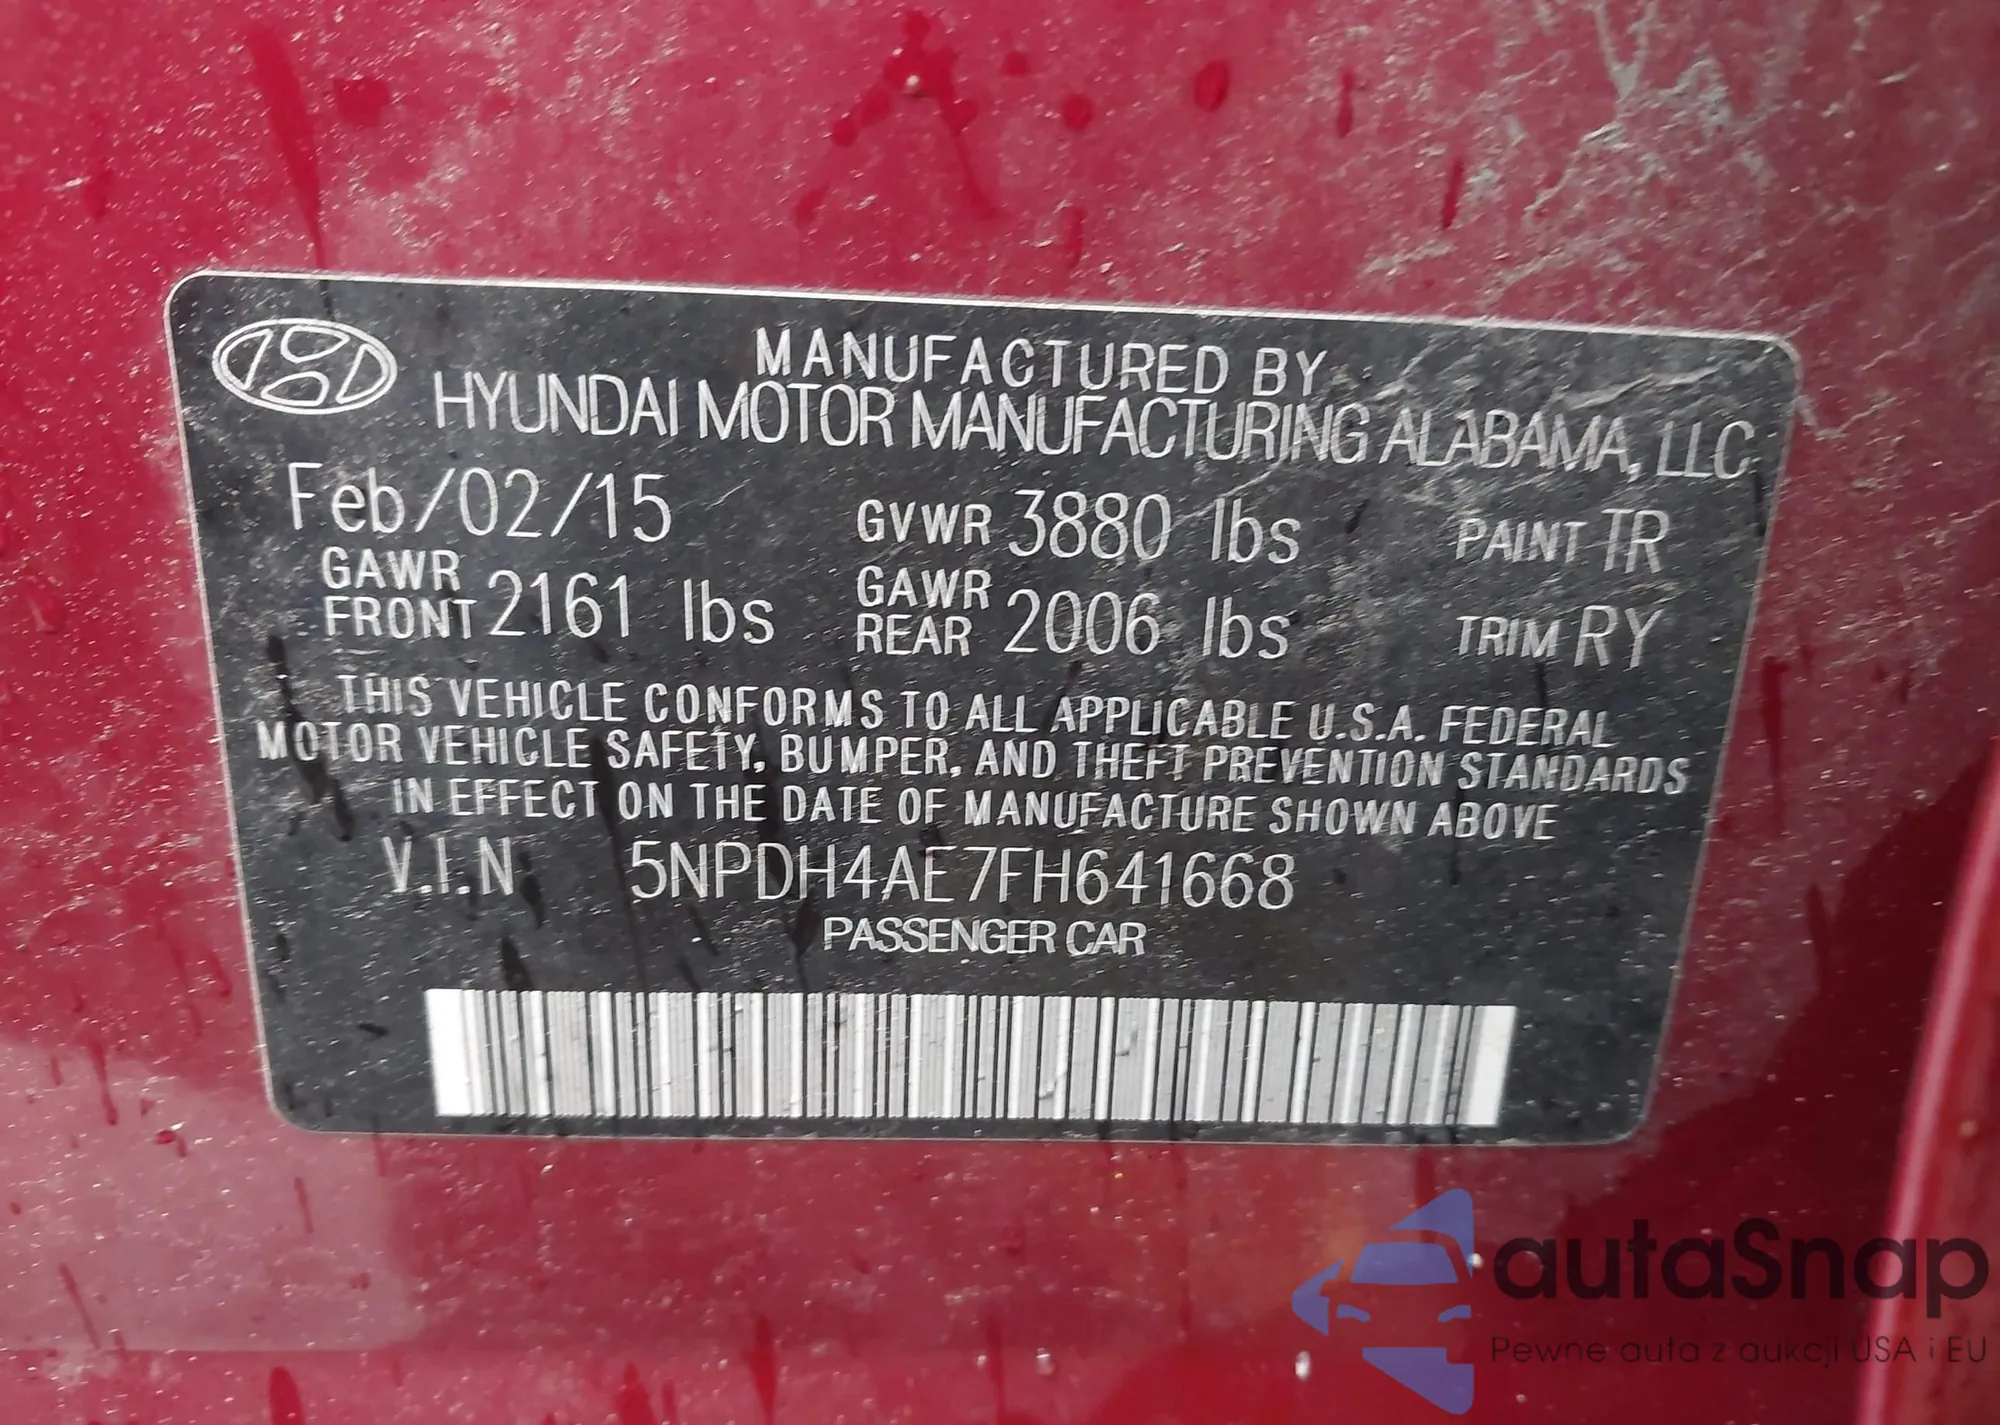 MANUFACTURED BY
HYUNDAI MOTOR MANUFACTURING ALABAMA, LLC
Feb/02/15 GVWR 3880 lbs PAINT TR
GAWR FRONT 2161 lbs GAWR REAR 2006 lbs TRIM RY
THIS VEHICLE CONFORMS TO ALL APPLICABLE U.S.A. FEDERAL
MOTOR VEHICLE SAFETY, BUMPER, AND THEFT PREVENTION STANDARDS
IN EFFECT ON THE DATE OF MANUFACTURE SHOWN ABOVE
V.I.N 5NPDH4AE7FH641668
PASSENGER CAR
autaSnap
Pewne auta z aukcji USA i EU